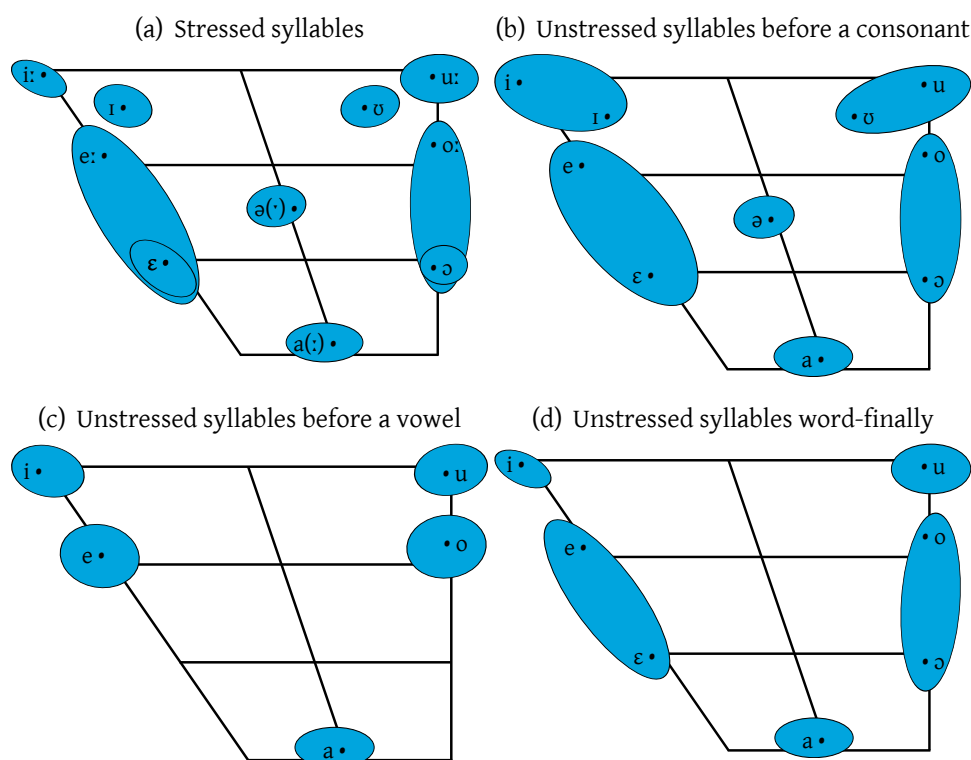 (a) Stressed syllables
iː
uː
ɪ
ʊ
eː
oː
ə(ˑ)
ɛ
ɔ
a(ː)
(b) Unstressed syllables before a consonant
i
u
ɪ
ʊ
e
o
ə
ɛ
ɔ
a
(c) Unstressed syllables before a vowel
i
u
e
o
a
(d) Unstressed syllables word-finally
i
u
e
o
ɛ
ɔ
a